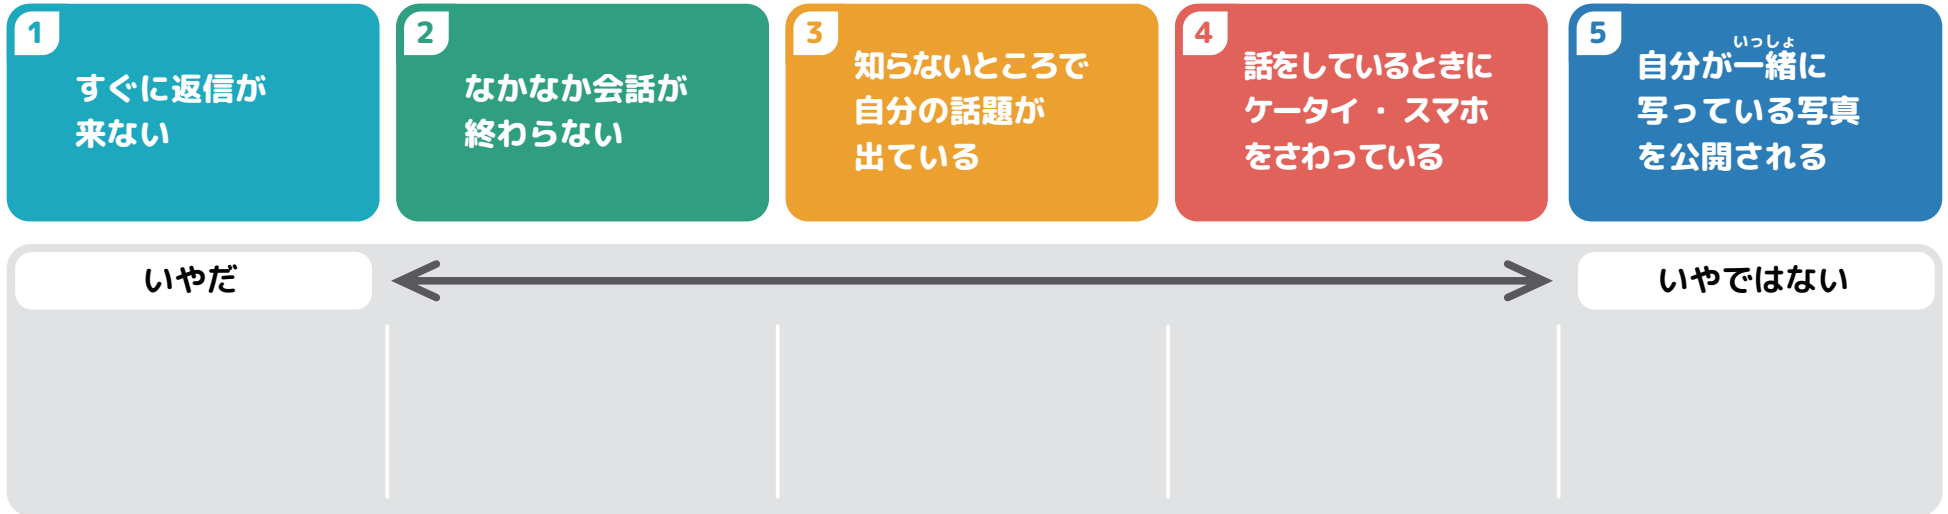 1
すぐに返信が
来ない
2
なかなか会話が
終わらない
3
知らないところで
自分の話題が
出ている
4
話をしているときに
ケータイ・スマホ
をさわっている
5
いっしょ
自分が一緒に
写っている写真
を公開される
いやだ
いやではない